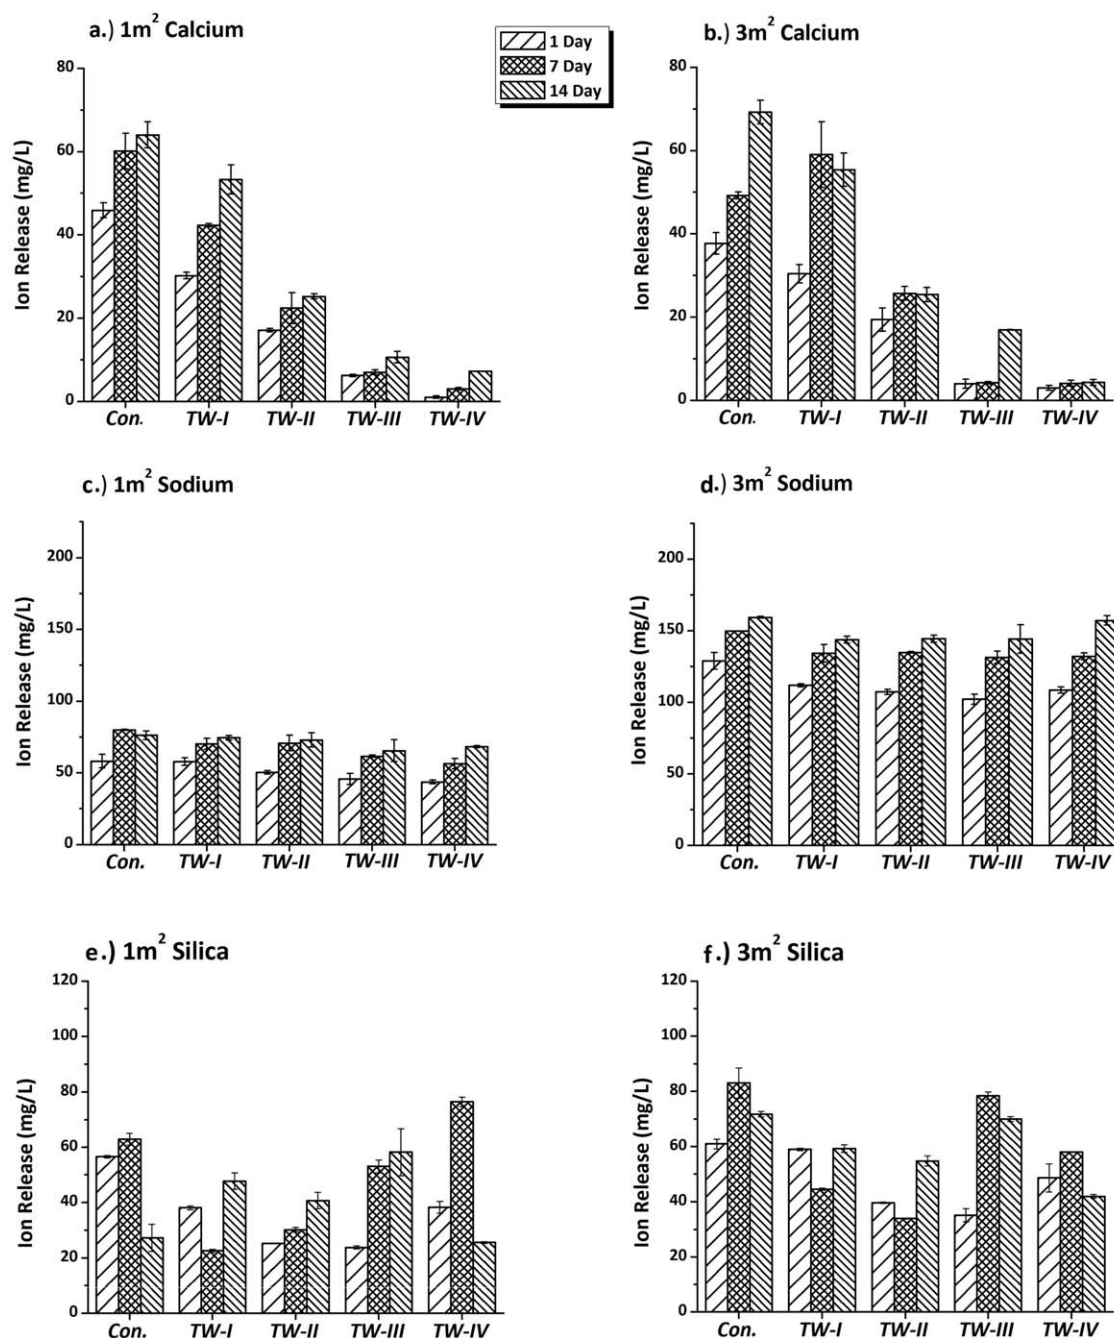 a.) 1m² Calcium
1 Day
7 Day
14 Day
b.) 3m² Calcium
Ion Release (mg/L)
80
60
40
20
0
Con.
TW-I
TW-II
TW-III
TW-IV
Ion Release (mg/L)
80
60
40
20
0
Con.
TW-I
TW-II
TW-III
TW-IV
c.) 1m² Sodium
d.) 3m² Sodium
Ion Release (mg/L)
200
150
100
50
0
Con.
TW-I
TW-II
TW-III
TW-IV
Ion Release (mg/L)
200
150
100
50
0
Con.
TW-I
TW-II
TW-III
TW-IV
e.) 1m² Silica
f.) 3m² Silica
Ion Release (mg/L)
120
100
80
60
40
20
0
Con.
TW-I
TW-II
TW-III
TW-IV
Ion Release (mg/L)
120
100
80
60
40
20
0
Con.
TW-I
TW-II
TW-III
TW-IV